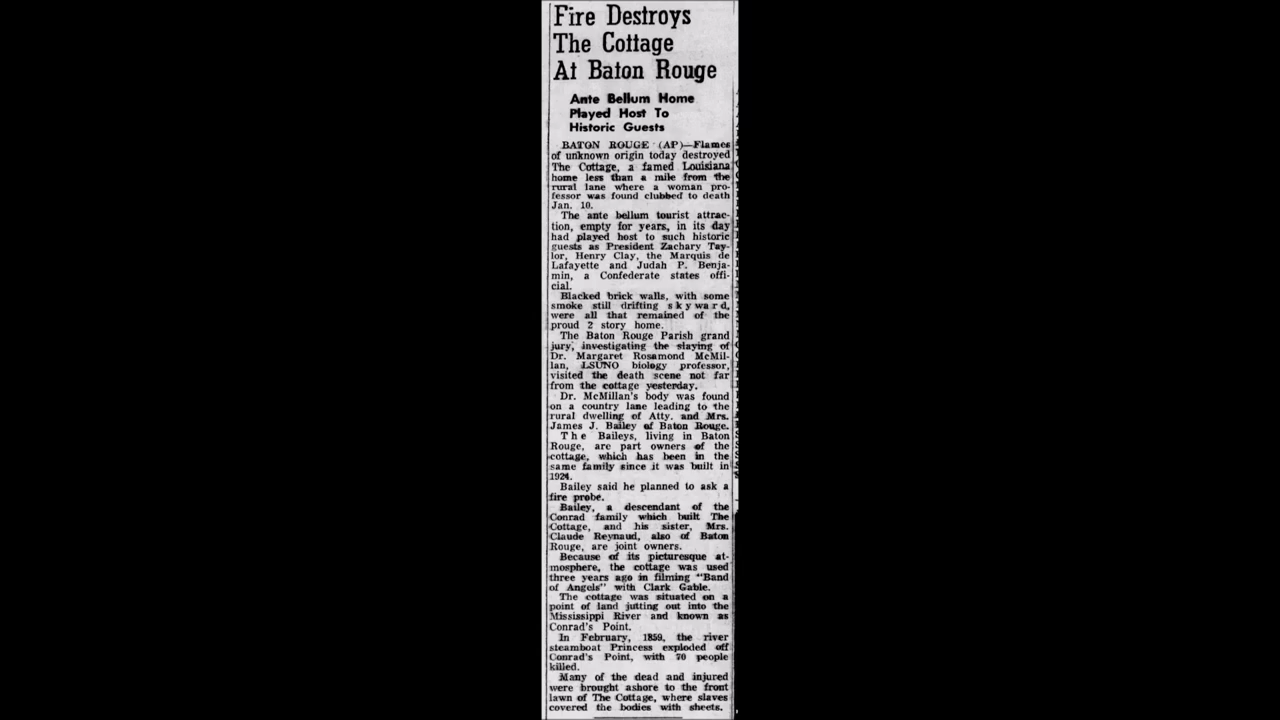 Fire Destroys
The Cottage
At Baton Rouge
Ante Bellum Home
Played Host To
Historic Guests
BATON ROUGE (AP)—Flames
of unknown origin today destroyed
The Cottage, a famed Louisiana
home less than a mile from the
rural lane where a woman pro-
fessor was found clubbed to death
Jan. 10.
The ante bellum tourist attrac-
tion, empty for years, in its day
had played host to such historic
guests as President Zachary Tay-
lor, Henry Clay, the Marquis de
Lafayette and Judah P. Benja-
min, a Confederate states offi-
cial.
Blacked brick walls, with some
smoke still drifting skyward,
were all that remained of the
proud 2 story home.
The Baton Rouge Parish grand
jury, investigating the slaying of
Dr. Margaret Rosamond McMil-
lan, LSUNO biology professor,
visited the death scene not far
from the cottage yesterday.
Dr. McMillan's body was found
on a country lane leading to the
rural dwelling of Atty. and Mrs.
James J. Bailey of Baton Rouge.
The Baileys, living in Baton
Rouge, are part owners of the
cottage, which has been in the
same family since it was built in
1924.
Bailey said he planned to ask a
fire probe.
Bailey, a descendant of the
Conrad family which built The
Cottage, and his sister, Mrs.
Claude Reynaud, also of Baton
Rouge, are joint owners.
Because of its picturesque at-
mosphere, the cottage was used
three years ago in filming "Band
of Angels" with Clark Gable.
The cottage was situated on a
point of land jutting out into the
Mississippi River and known as
Conrad's Point.
In February, 1859, the river
steamboat Princess exploded off
Conrad's Point, with 70 people
killed.
Many of the dead and injured
were brought ashore to the front
lawn of The Cottage, where slaves
covered the bodies with sheets.